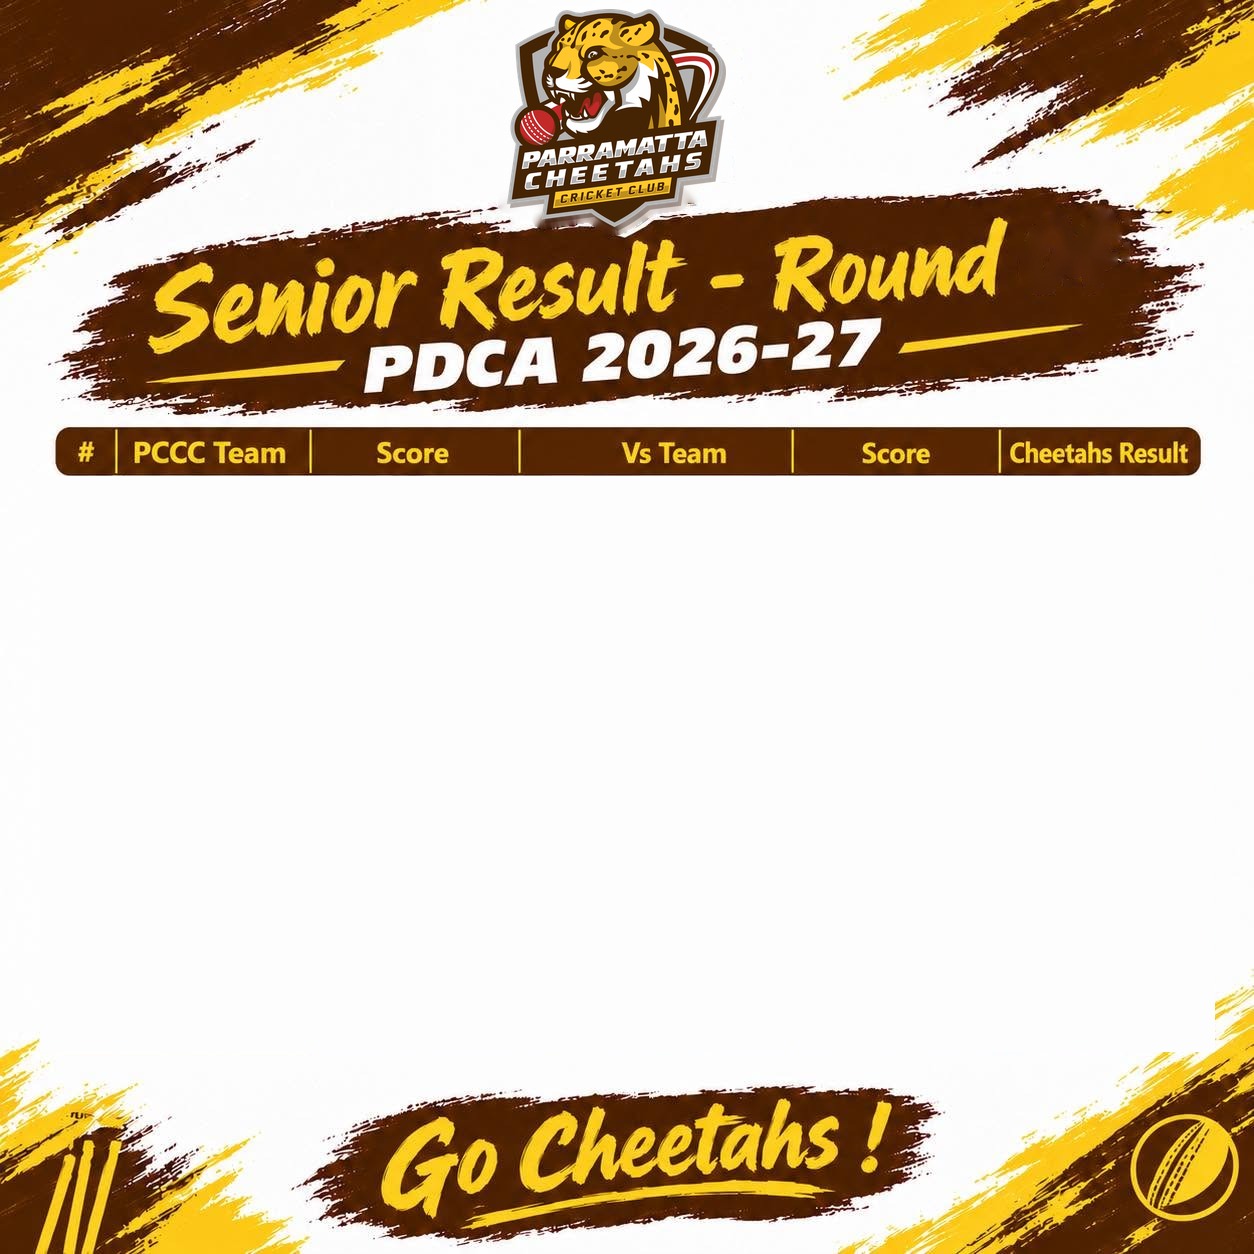 PARRAMATTA
CHEETAHS
CRICKET CLUB
Senior Result - Round
PDCA 2026-27
# PCCC Team Score Vs Team Score Cheetahs Result
Go Cheetahs !